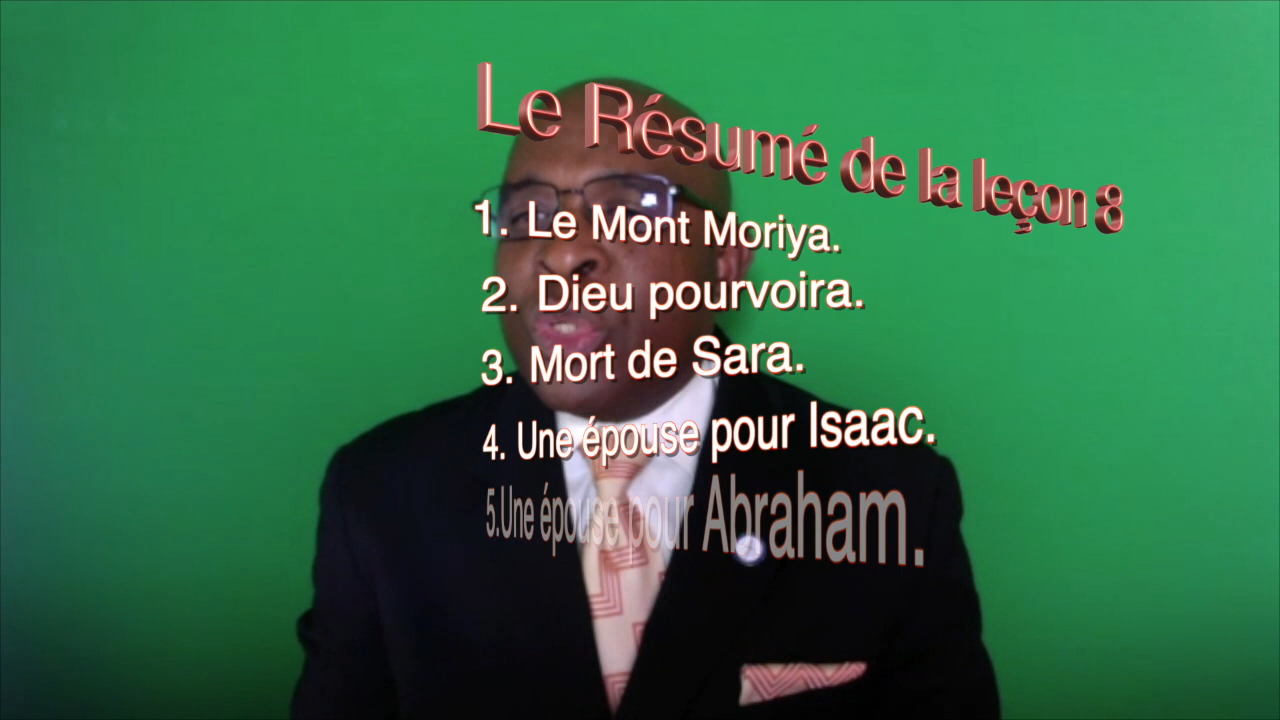 Le Résumé de la leçon 8
1. Le Mont Moriya.
2. Dieu pourvoira.
3. Mort de Sara.
4. Une épouse pour Isaac.
5.Une épouse pour Abraham.